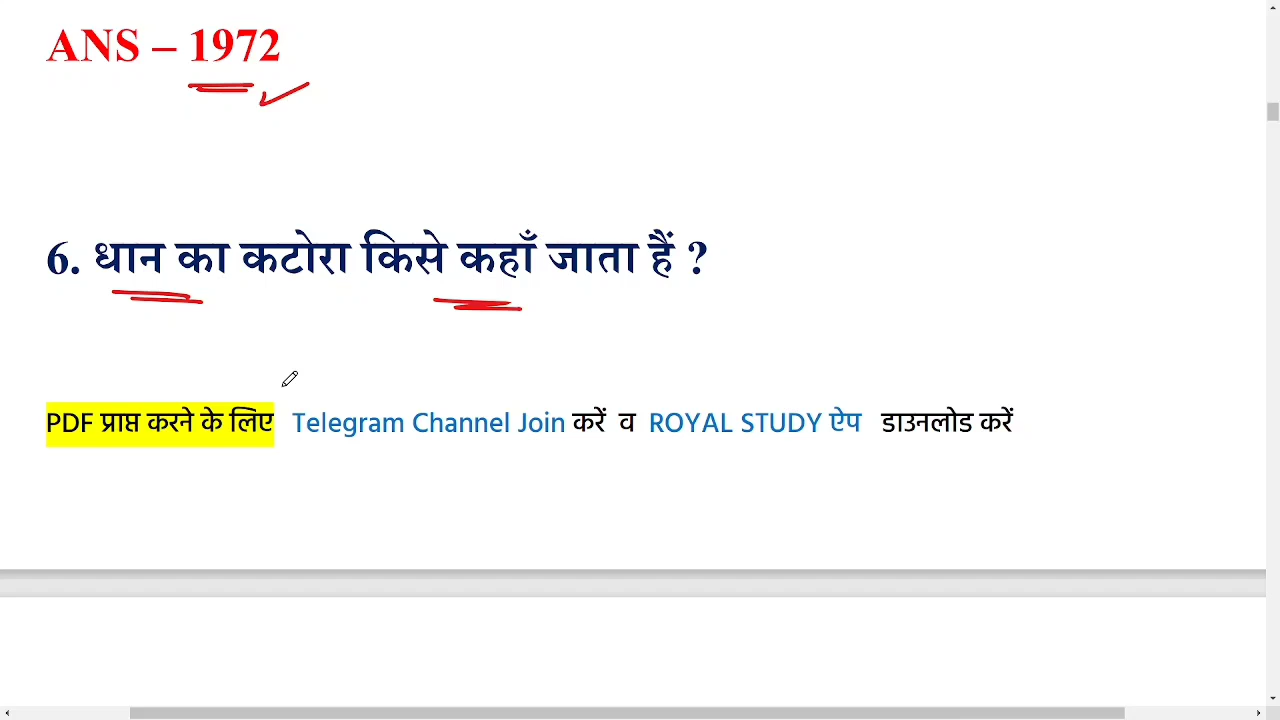 ANS – 1972
6. धान का कटोरा किसे कहाँ जाता हैं ?
PDF प्राप्त करने के लिए Telegram Channel Join करें व ROYAL STUDY ऐप डाउनलोड करें